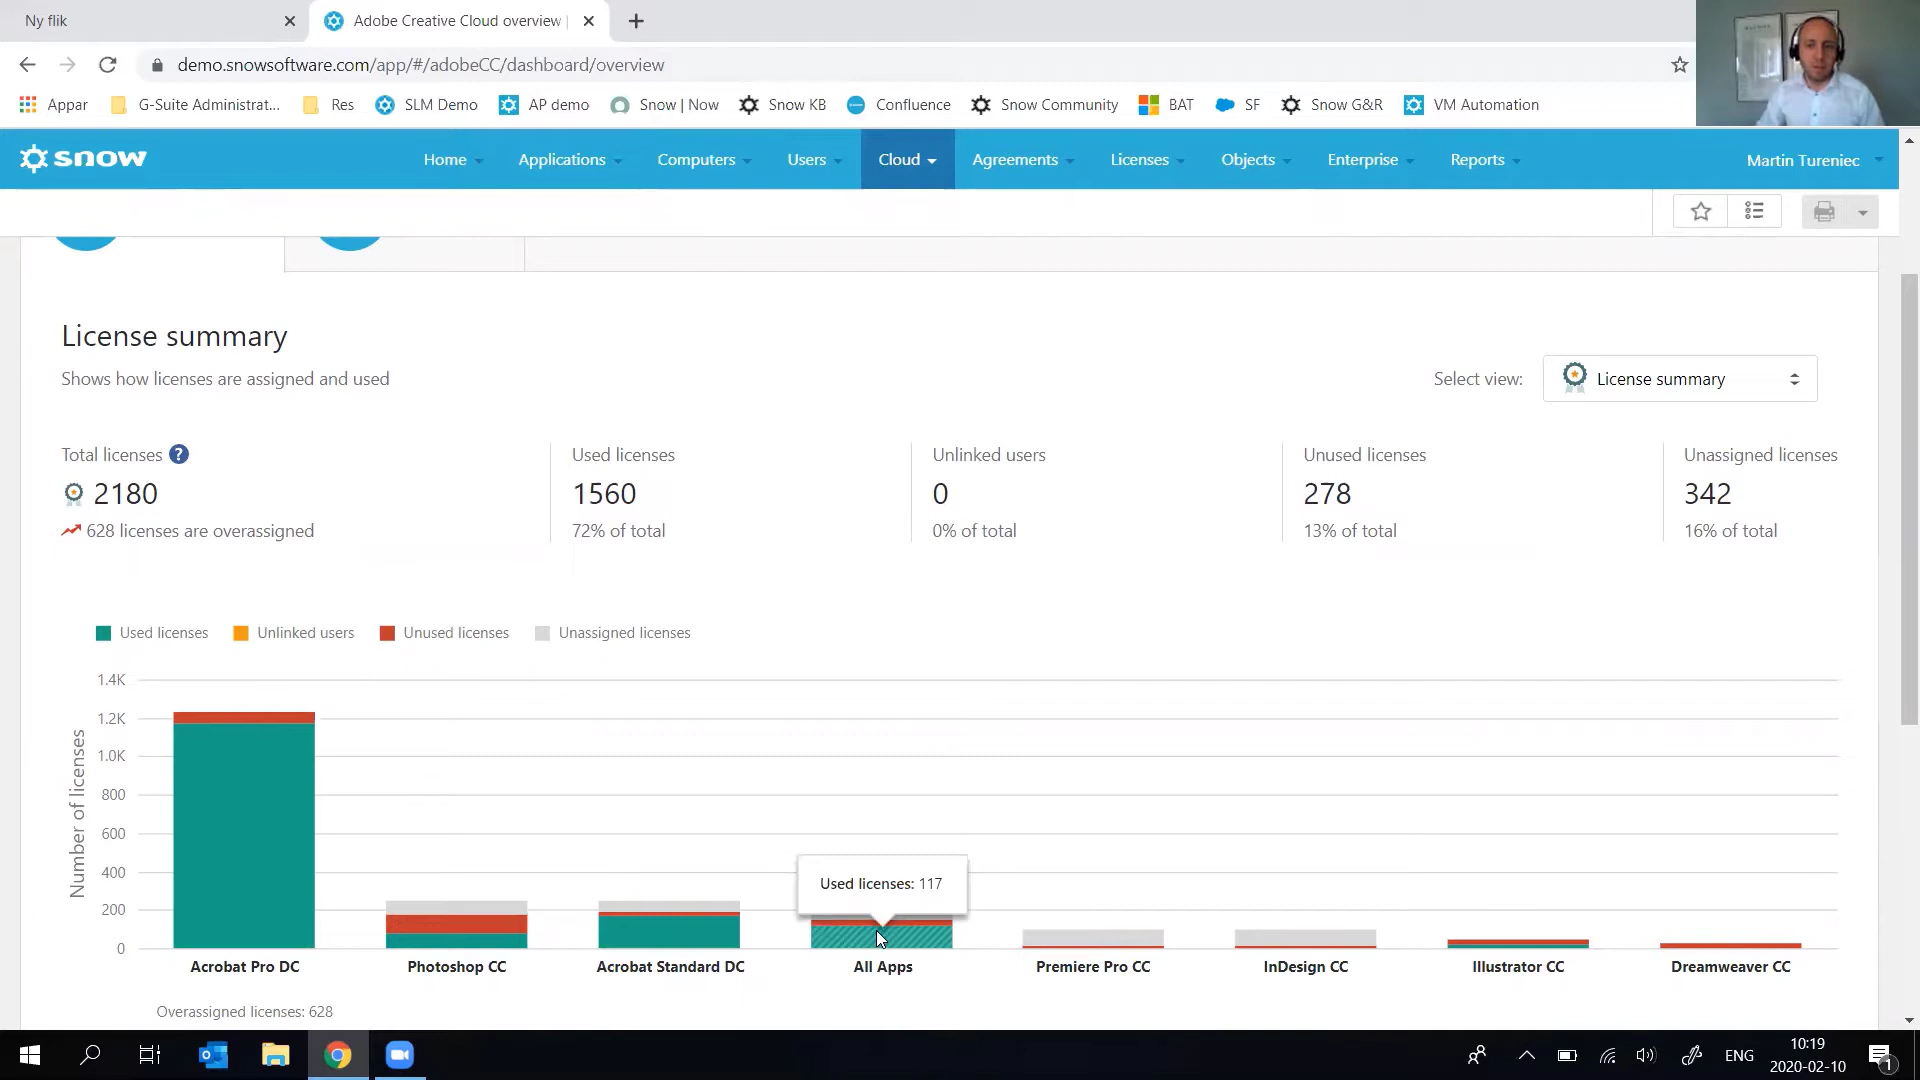 Ny flik
Adobe Creative Cloud overview |
demo.snowsoftware.com/app/#/adobeCC/dashboard/overview
Appar
G-Suite Administrat...
Res
SLM Demo
AP demo
Snow | Now
Snow KB
Confluence
Snow Community
BAT
SF
Snow G&R
VM Automation
snow
Home
Applications
Computers
Users
Cloud
Agreements
Licenses
Objects
Enterprise
Reports
Martin Tureniec
License summary
Shows how licenses are assigned and used
Select view:
License summary
Total licenses ?
2180
628 licenses are overassigned
Used licenses
1560
72% of total
Unlinked users
0
0% of total
Unused licenses
278
13% of total
Unassigned licenses
342
16% of total
Used licenses
Unlinked users
Unused licenses
Unassigned licenses
Number of licenses
1.4K
1.2K
1.0K
800
600
400
200
0
Used licenses: 117
Acrobat Pro DC
Photoshop CC
Acrobat Standard DC
All Apps
Premiere Pro CC
InDesign CC
Illustrator CC
Dreamweaver CC
Overassigned licenses: 628
ENG
10:19
2020-02-10
1